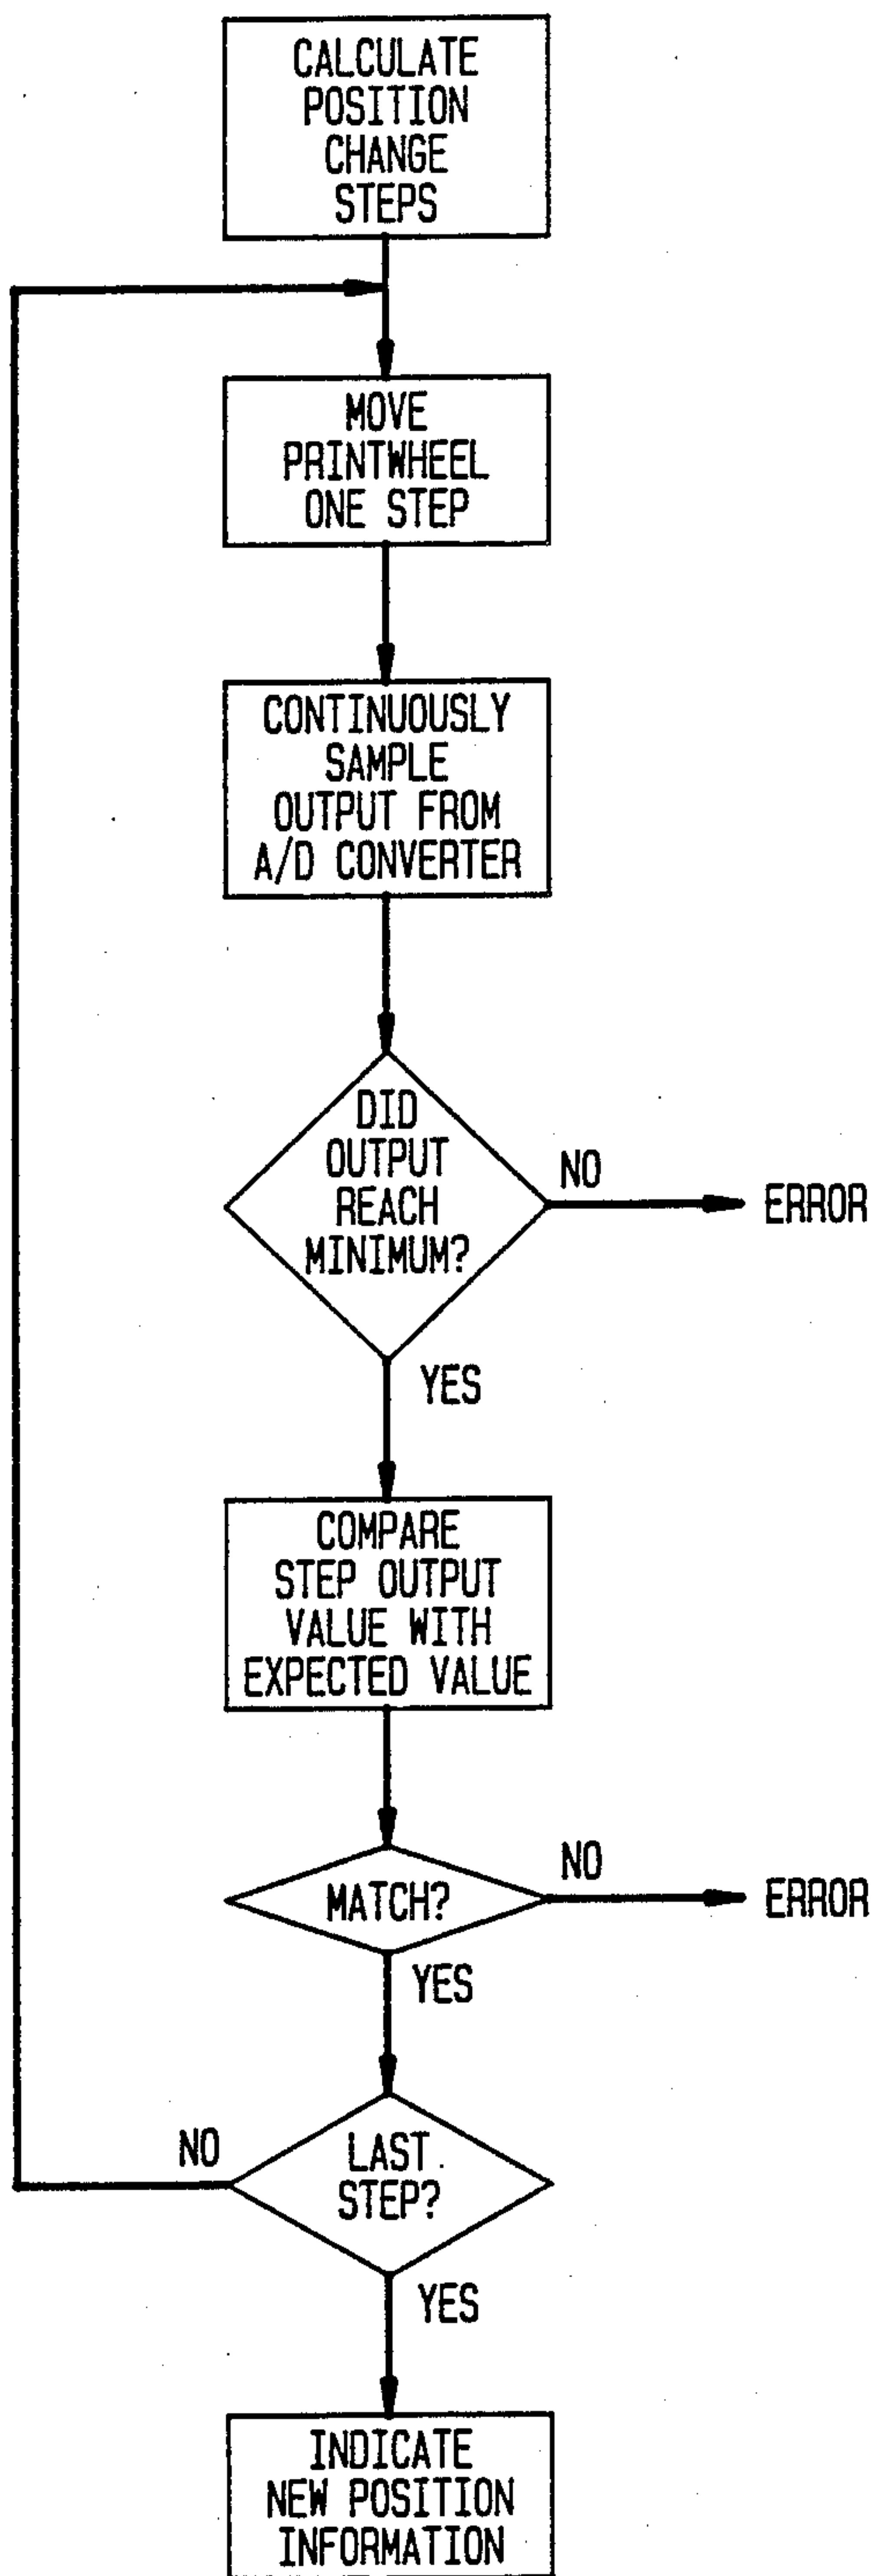 CALCULATE
POSITION
CHANGE
STEPS
MOVE
PRINTWHEEL
ONE STEP
CONTINUOUSLY
SAMPLE
OUTPUT FROM
A/D CONVERTER
DID
OUTPUT
REACH
MINIMUM?
NO
ERROR
YES
COMPARE
STEP OUTPUT
VALUE WITH
EXPECTED VALUE
MATCH?
NO
ERROR
YES
NO
LAST
STEP?
YES
INDICATE
NEW POSITION
INFORMATION